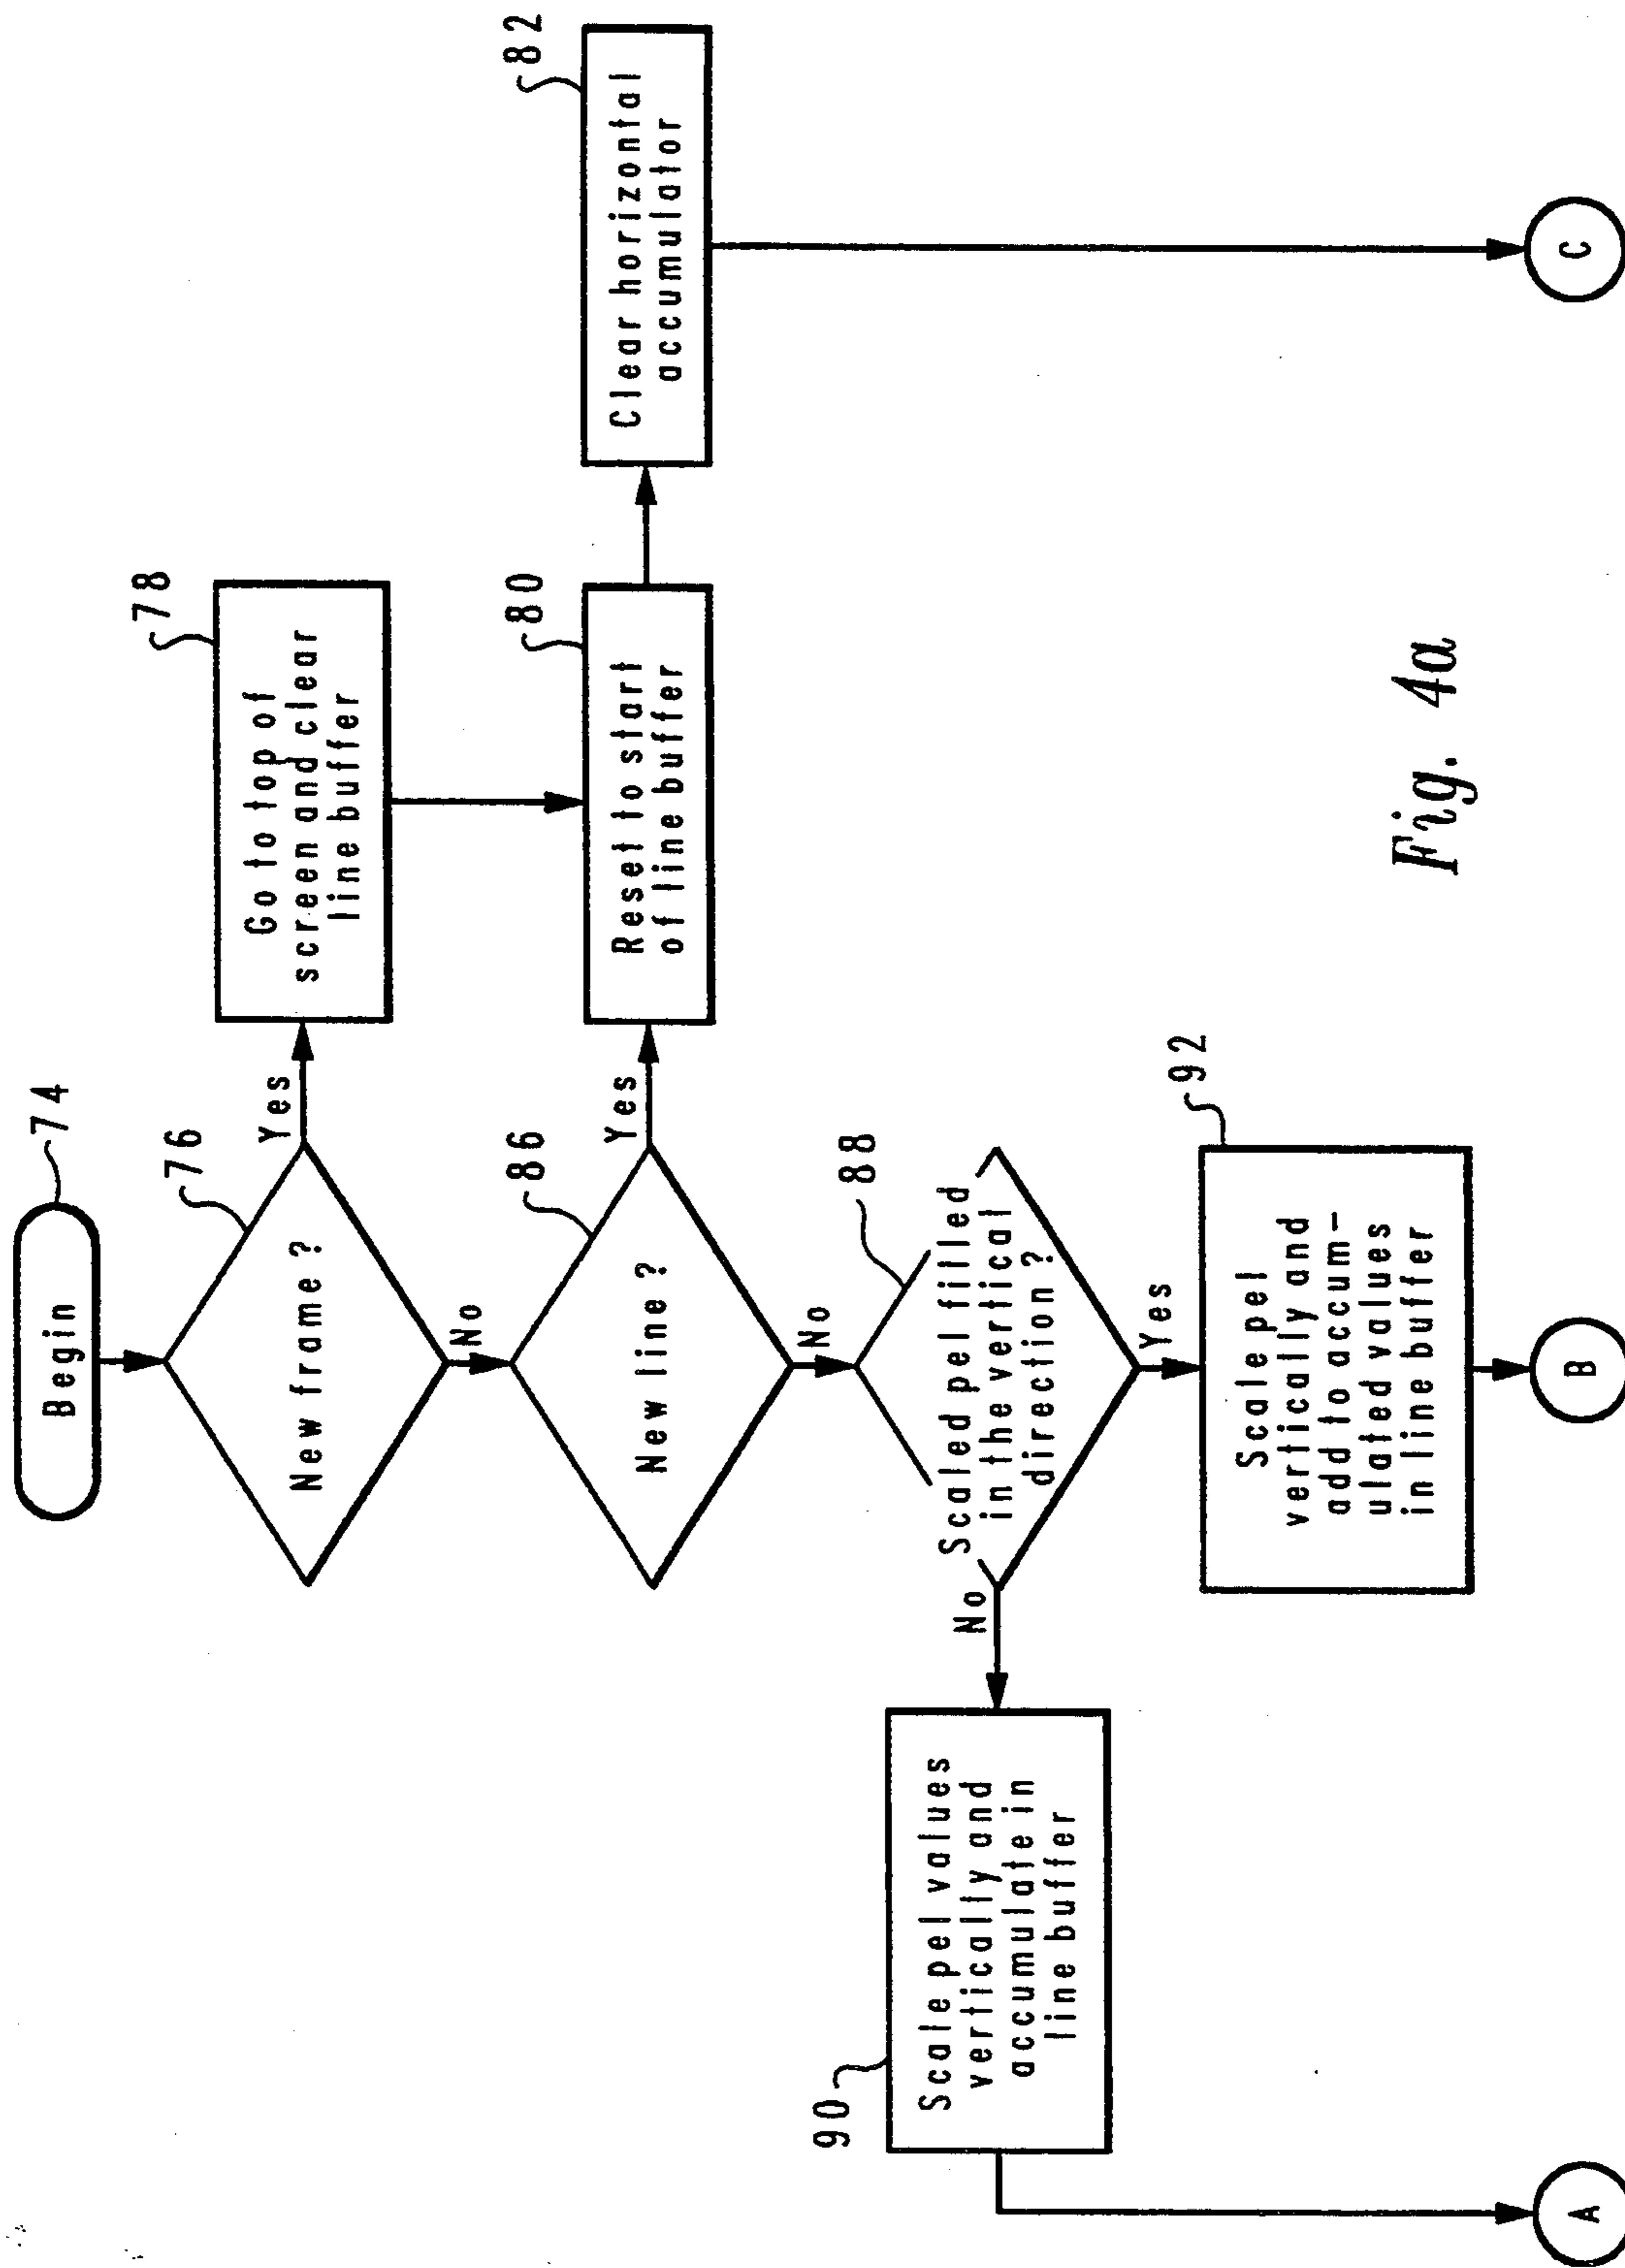 Begin
74
New frame?
76
Yes
Go to top of
screen and clear
line buffer
78
No
New line?
86
Yes
Reset to start
of line buffer
80
Clear horizontal
accumulator
82
No
Scaled pel filled
in the vertical
direction?
88
No
Scale pel values
vertically and
accumulate in
line buffer
90
Yes
Scale pel
vertically and
add to accum-
ulated values
in line buffer
92
A
B
C
Fig. 4a